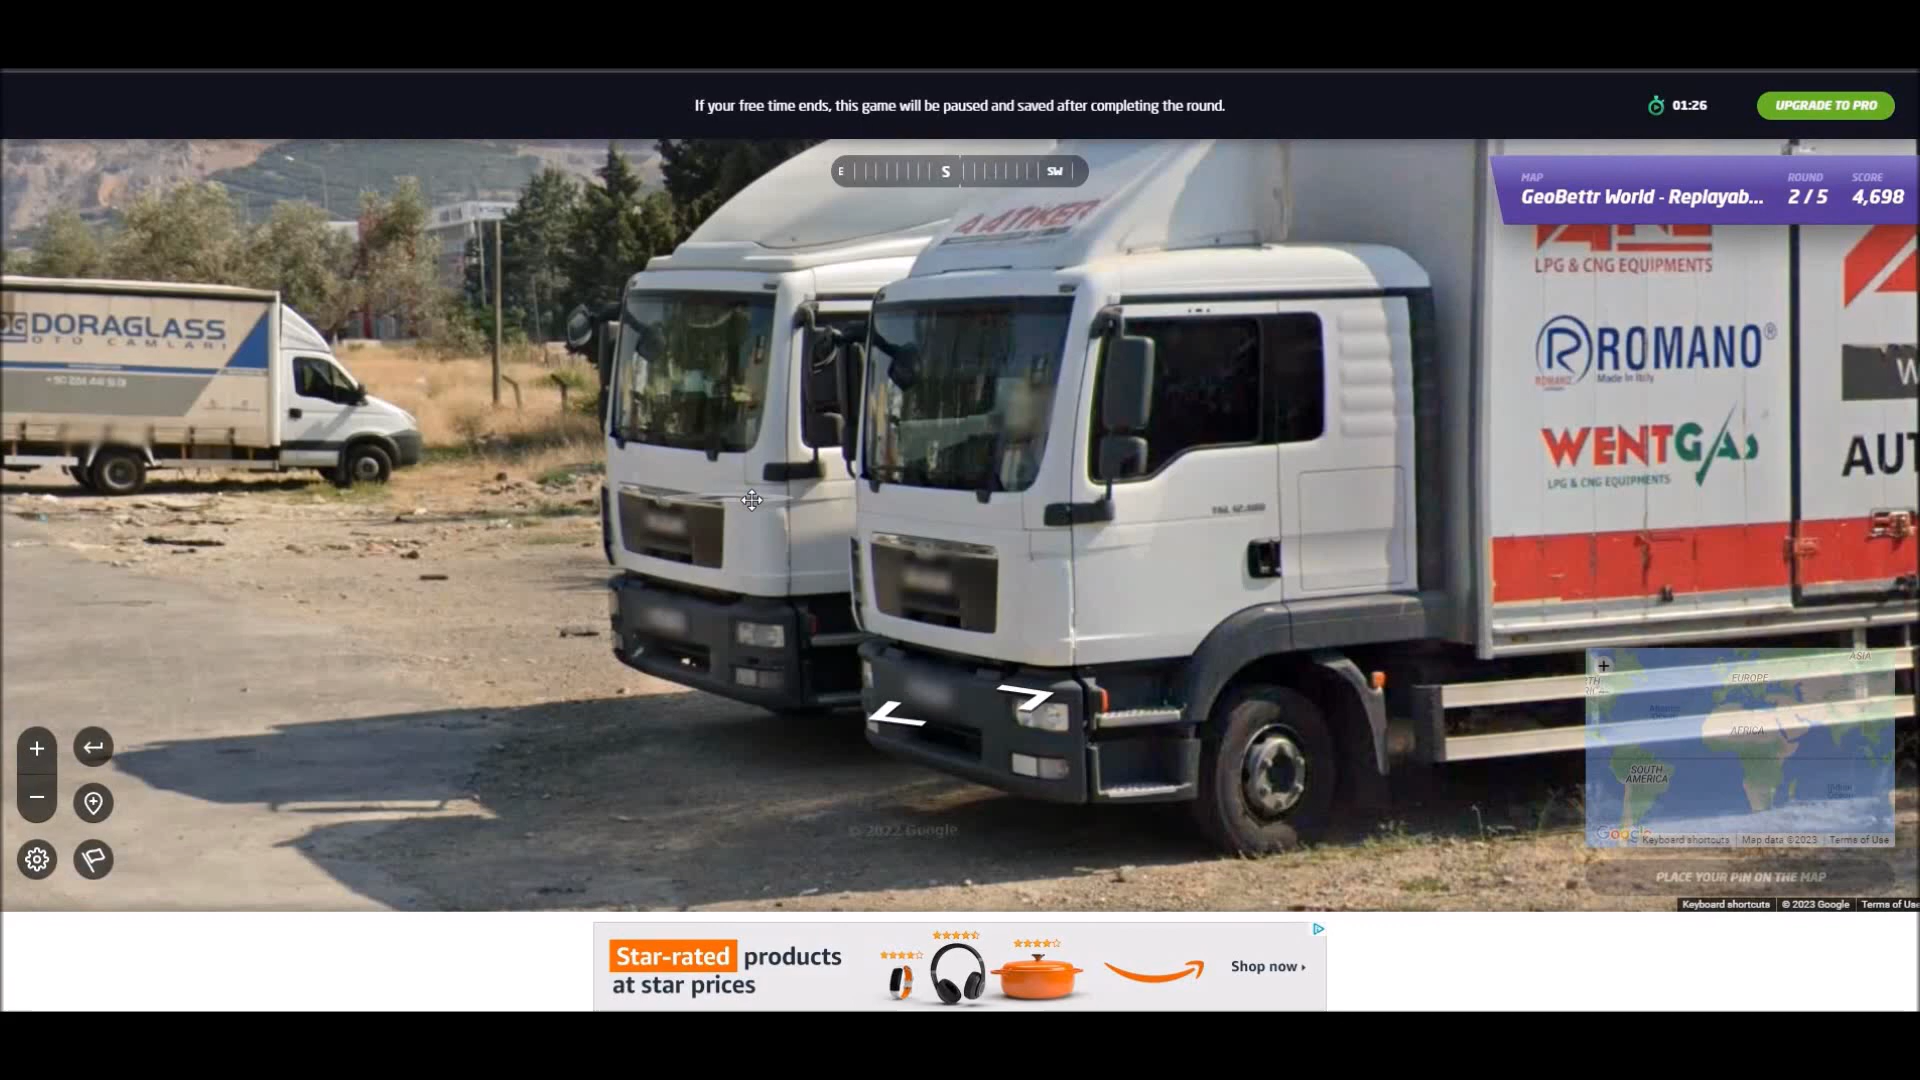 If your free time ends, this game will be paused and saved after completing the round.
01:26
UPGRADE TO PRO
E
S
SW
MAP
ROUND
SCORE
GeoBettr World - Replayab...
2 / 5
4,698
LPG & CNG EQUIPMENTS
ROMANO®
ROMANO
Made in Italy
WENTGAS
LPG & CNG EQUIPMENTS
W
AUT
DORAGLASS
OTO CAMLARI
© 2022 Google
ASIA
EUROPE
AFRICA
SOUTH AMERICA
Google
Keyboard shortcuts
Map data ©2023
Terms of Use
PLACE YOUR PIN ON THE MAP
Keyboard shortcuts
© 2023 Google
Terms of Use
Star-rated products
at star prices
Shop now